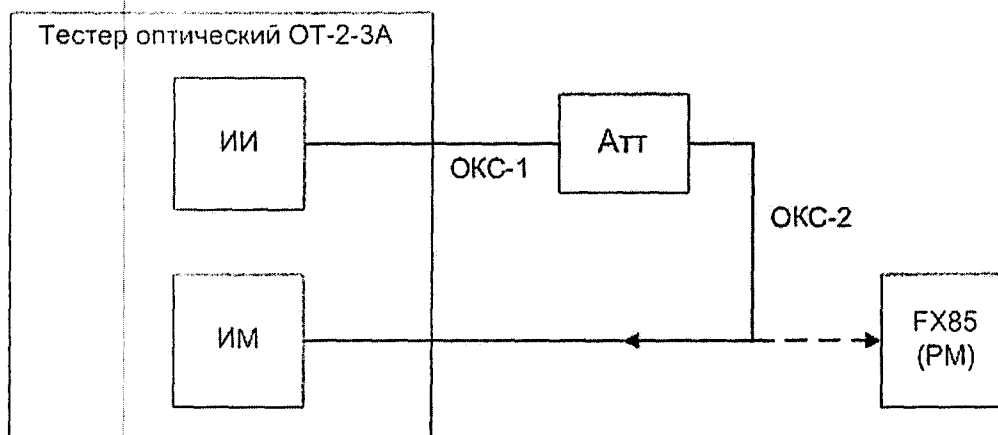 Тестер оптический ОТ-2-3А
ИИ
Атт
ОКС-1
ОКС-2
ИМ
FX85
(PM)